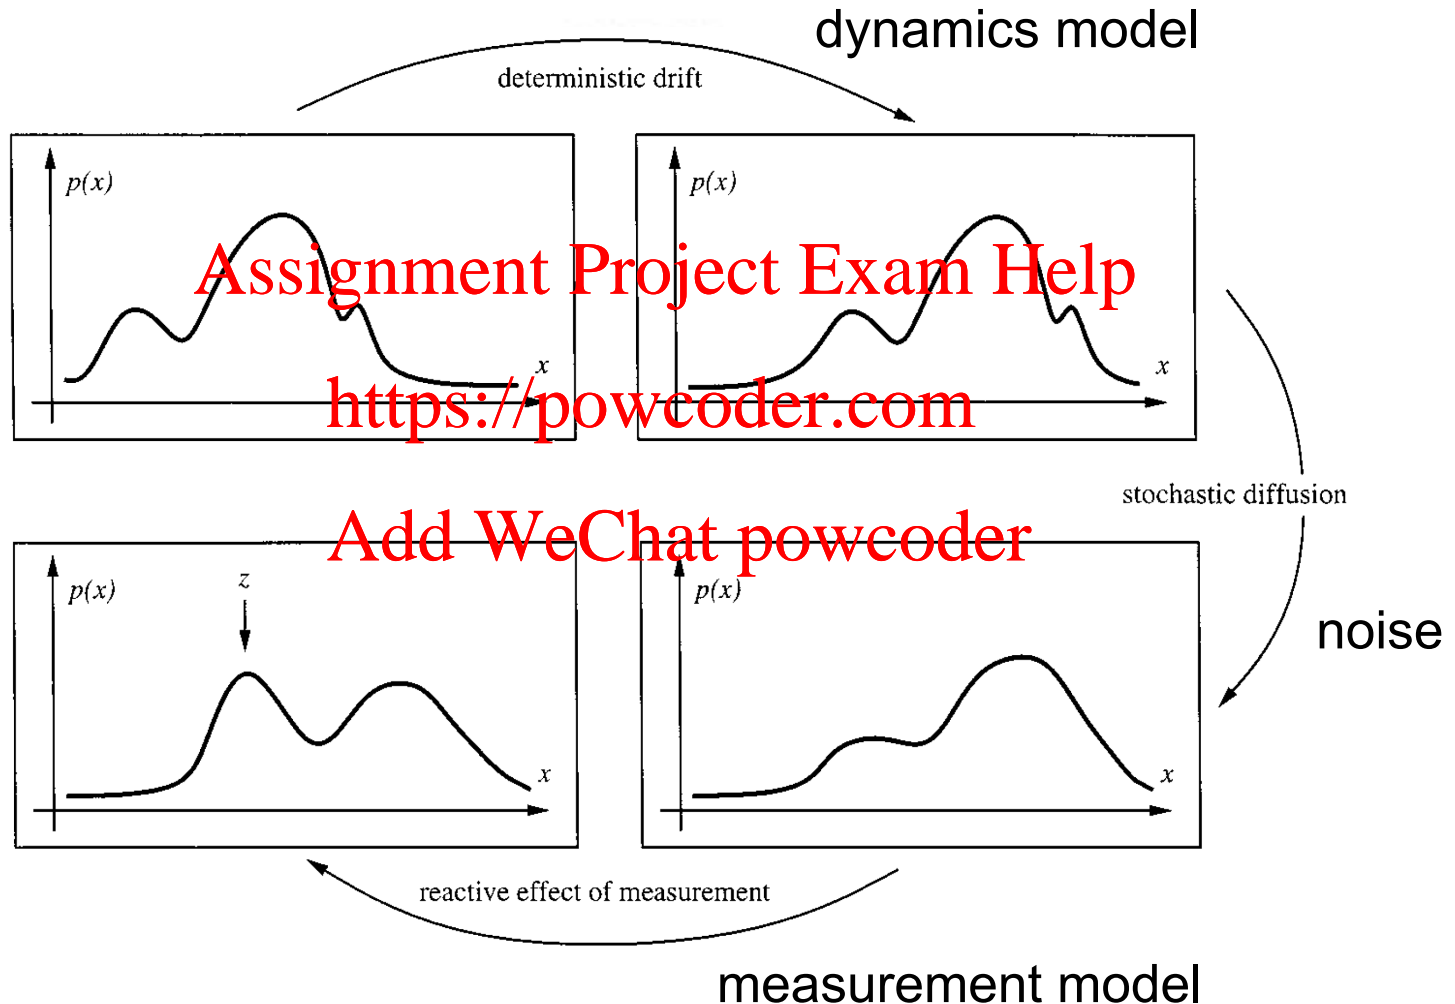 dynamics model
deterministic drift
p(x)
p(x)
Assignment Project Exam Help
x
x
https://powcoder.com
stochastic diffusion
Add WeChat powcoder
z
p(x)
p(x)
noise
x
x
reactive effect of measurement
measurement model